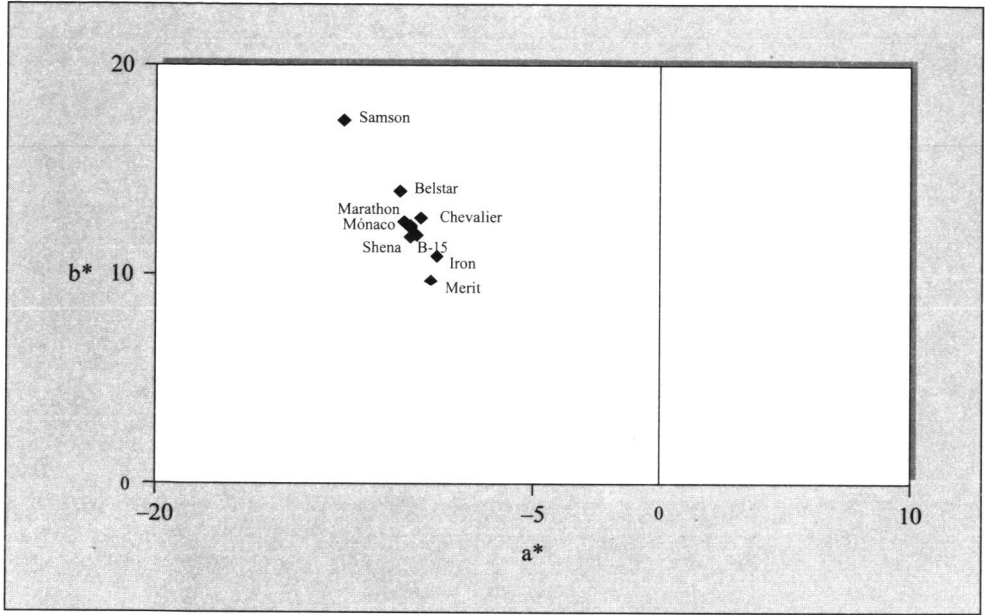 20
Samson
Belstar
Marathon
Chevalier
Mónaco
Shena
B-15
Iron
b*
10
Merit
0
–20
–5
0
10
a*